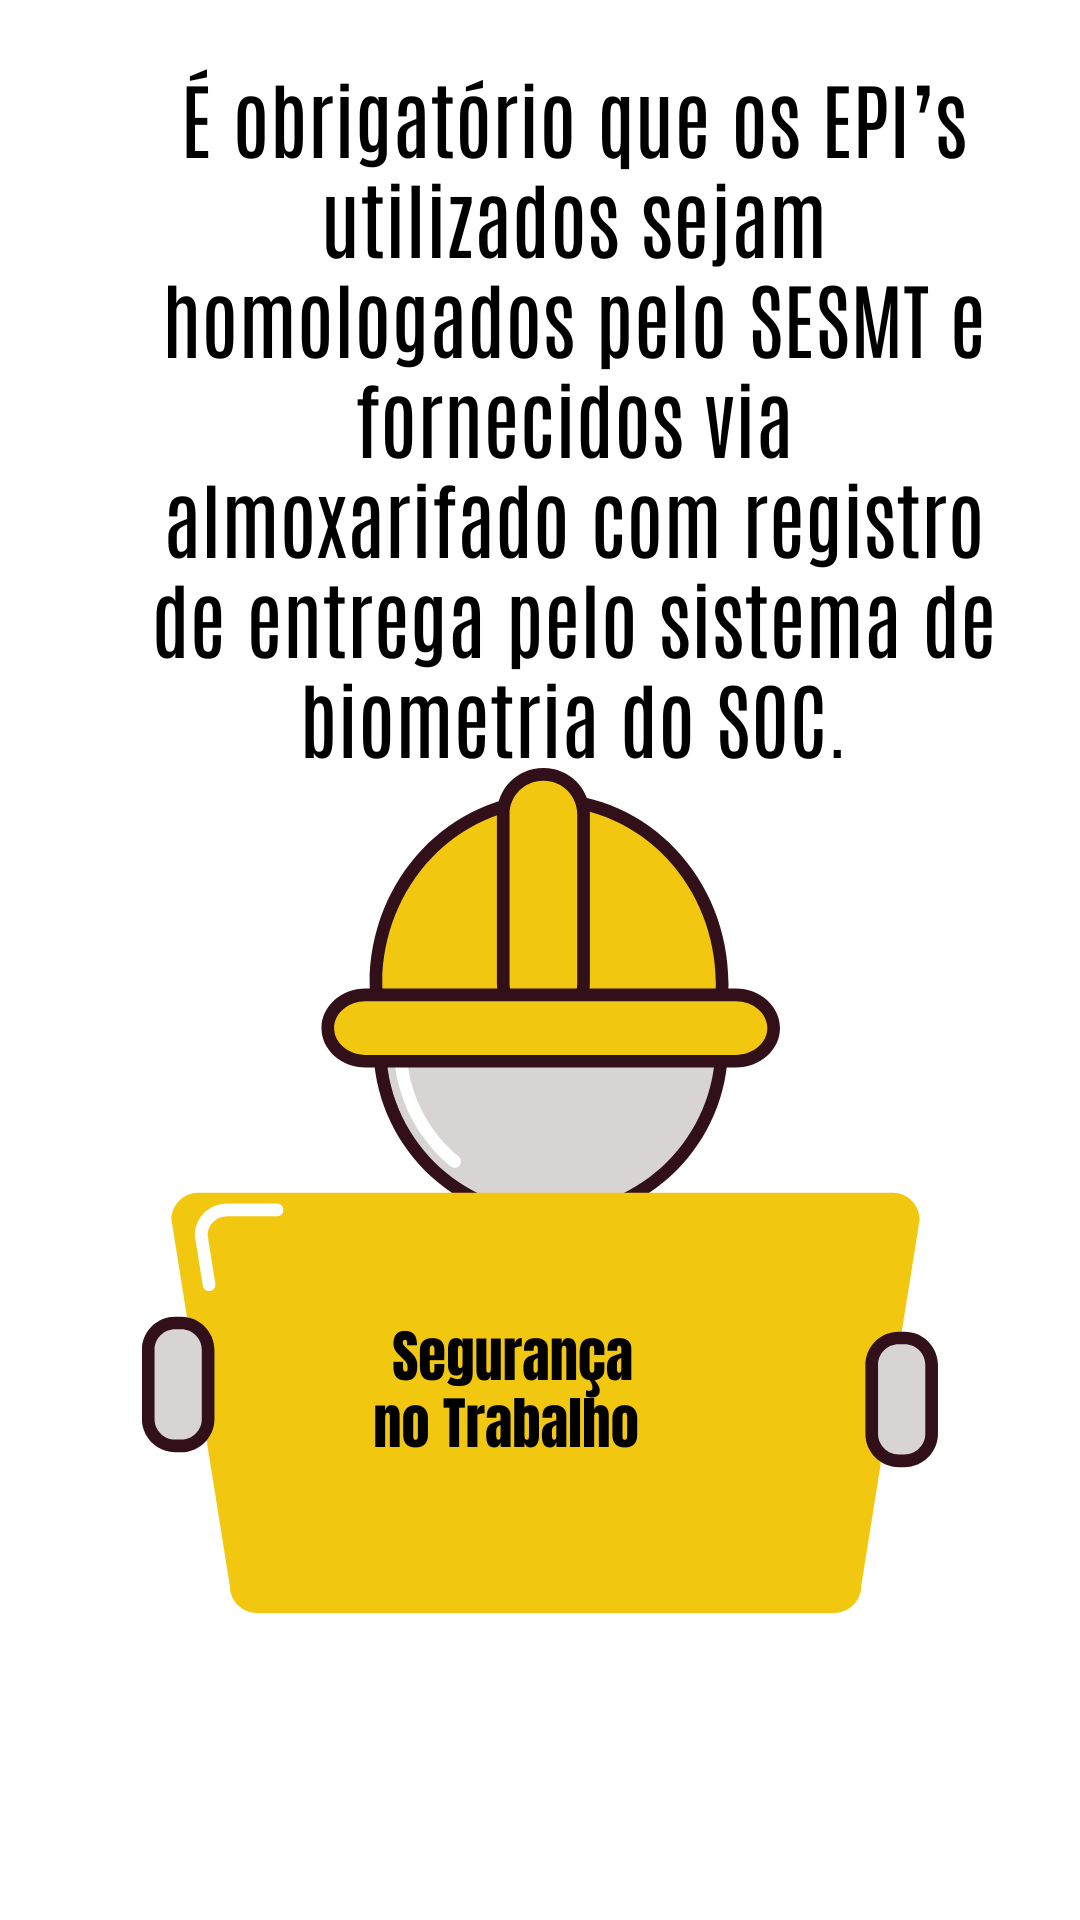 É obrigatório que os EPI’s
utilizados sejam
homologados pelo SESMT e
fornecidos via
almoxarifado com registro
de entrega pelo sistema de
biometria do SOC.
Segurança
no Trabalho